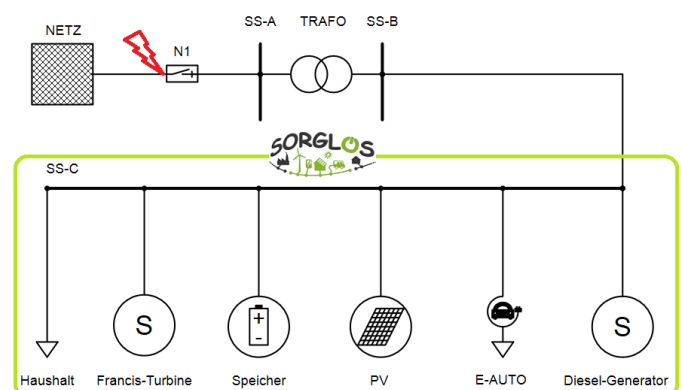 SS-A TRAFO SS-B
NETZ
N1
SORGLOS
SS-C
S
+
-
S
Haushalt Francis-Turbine Speicher PV E-AUTO Diesel-Generator